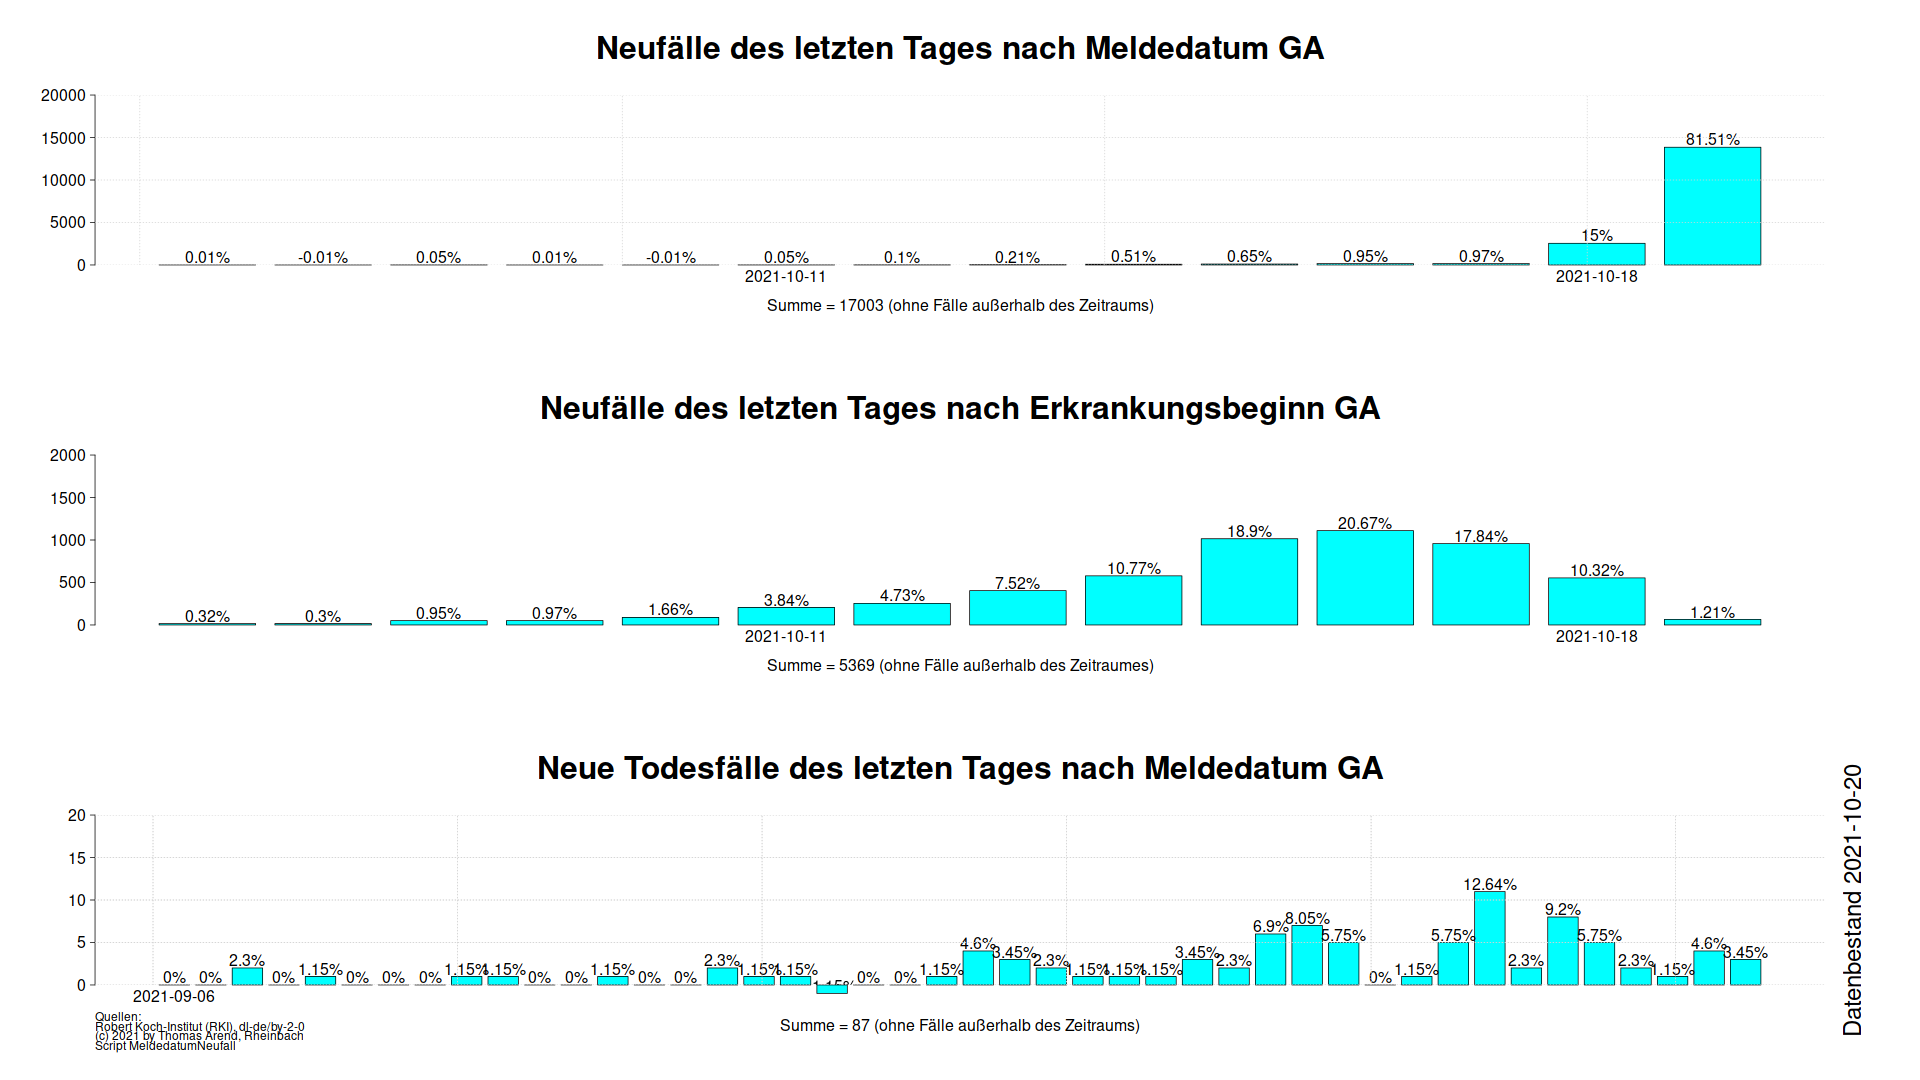 Neufälle des letzten Tages nach Meldedatum GA
20000
15000
10000
5000
0
0.01% -0.01% 0.05% 0.01% -0.01% 0.05% 0.1% 0.21% 0.51% 0.65% 0.95% 0.97% 15% 81.51%
2021-10-11 2021-10-18
Summe = 17003 (ohne Fälle außerhalb des Zeitraums)
Neufälle des letzten Tages nach Erkrankungsbeginn GA
2000
1500
1000
500
0
0.32% 0.3% 0.95% 0.97% 1.66% 3.84% 4.73% 7.52% 10.77% 18.9% 20.67% 17.84% 10.32% 1.21%
2021-10-11 2021-10-18
Summe = 5369 (ohne Fälle außerhalb des Zeitraumes)
Neue Todesfälle des letzten Tages nach Meldedatum GA
20
15
10
5
0
0% 0% 2.3% 0% 1.15% 0% 0% 0% 1.15% 1.15% 0% 0% 1.15% 0% 0% 2.3% 1.15% 1.15% 0% 0% 1.15% 4.6% 3.45% 2.3% 1.15% 1.15% 1.15% 3.45% 2.3% 6.9% 8.05% 5.75% 0% 1.15% 5.75% 12.64% 2.3% 9.2% 5.75% 2.3% 1.15% 4.6% 3.45%
2021-09-06
Summe = 87 (ohne Fälle außerhalb des Zeitraums)
Quellen:
Robert Koch-Institut (RKI), dl-de/by-2-0
(c) 2021 by Thomas Arend, Rheinbach
Script MeldedatumNeufall
Datenbestand 2021-10-20